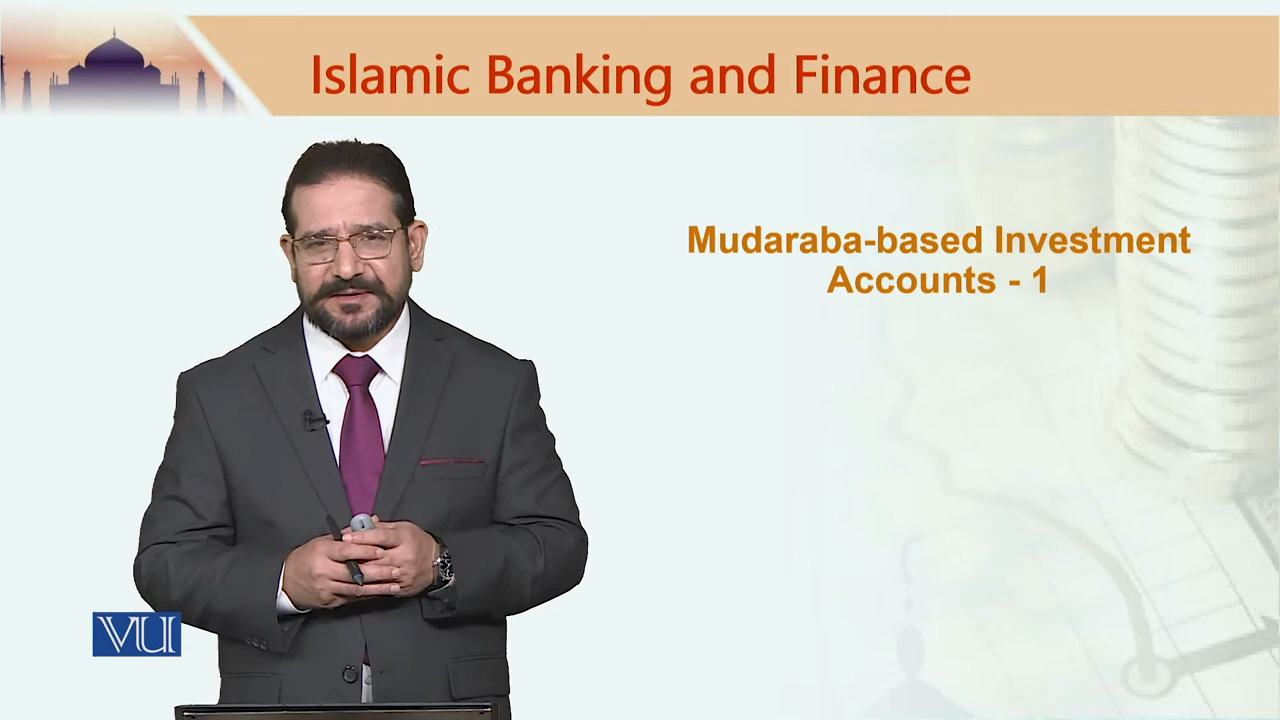 Islamic Banking and Finance
Mudaraba-based Investment
Accounts - 1
VU